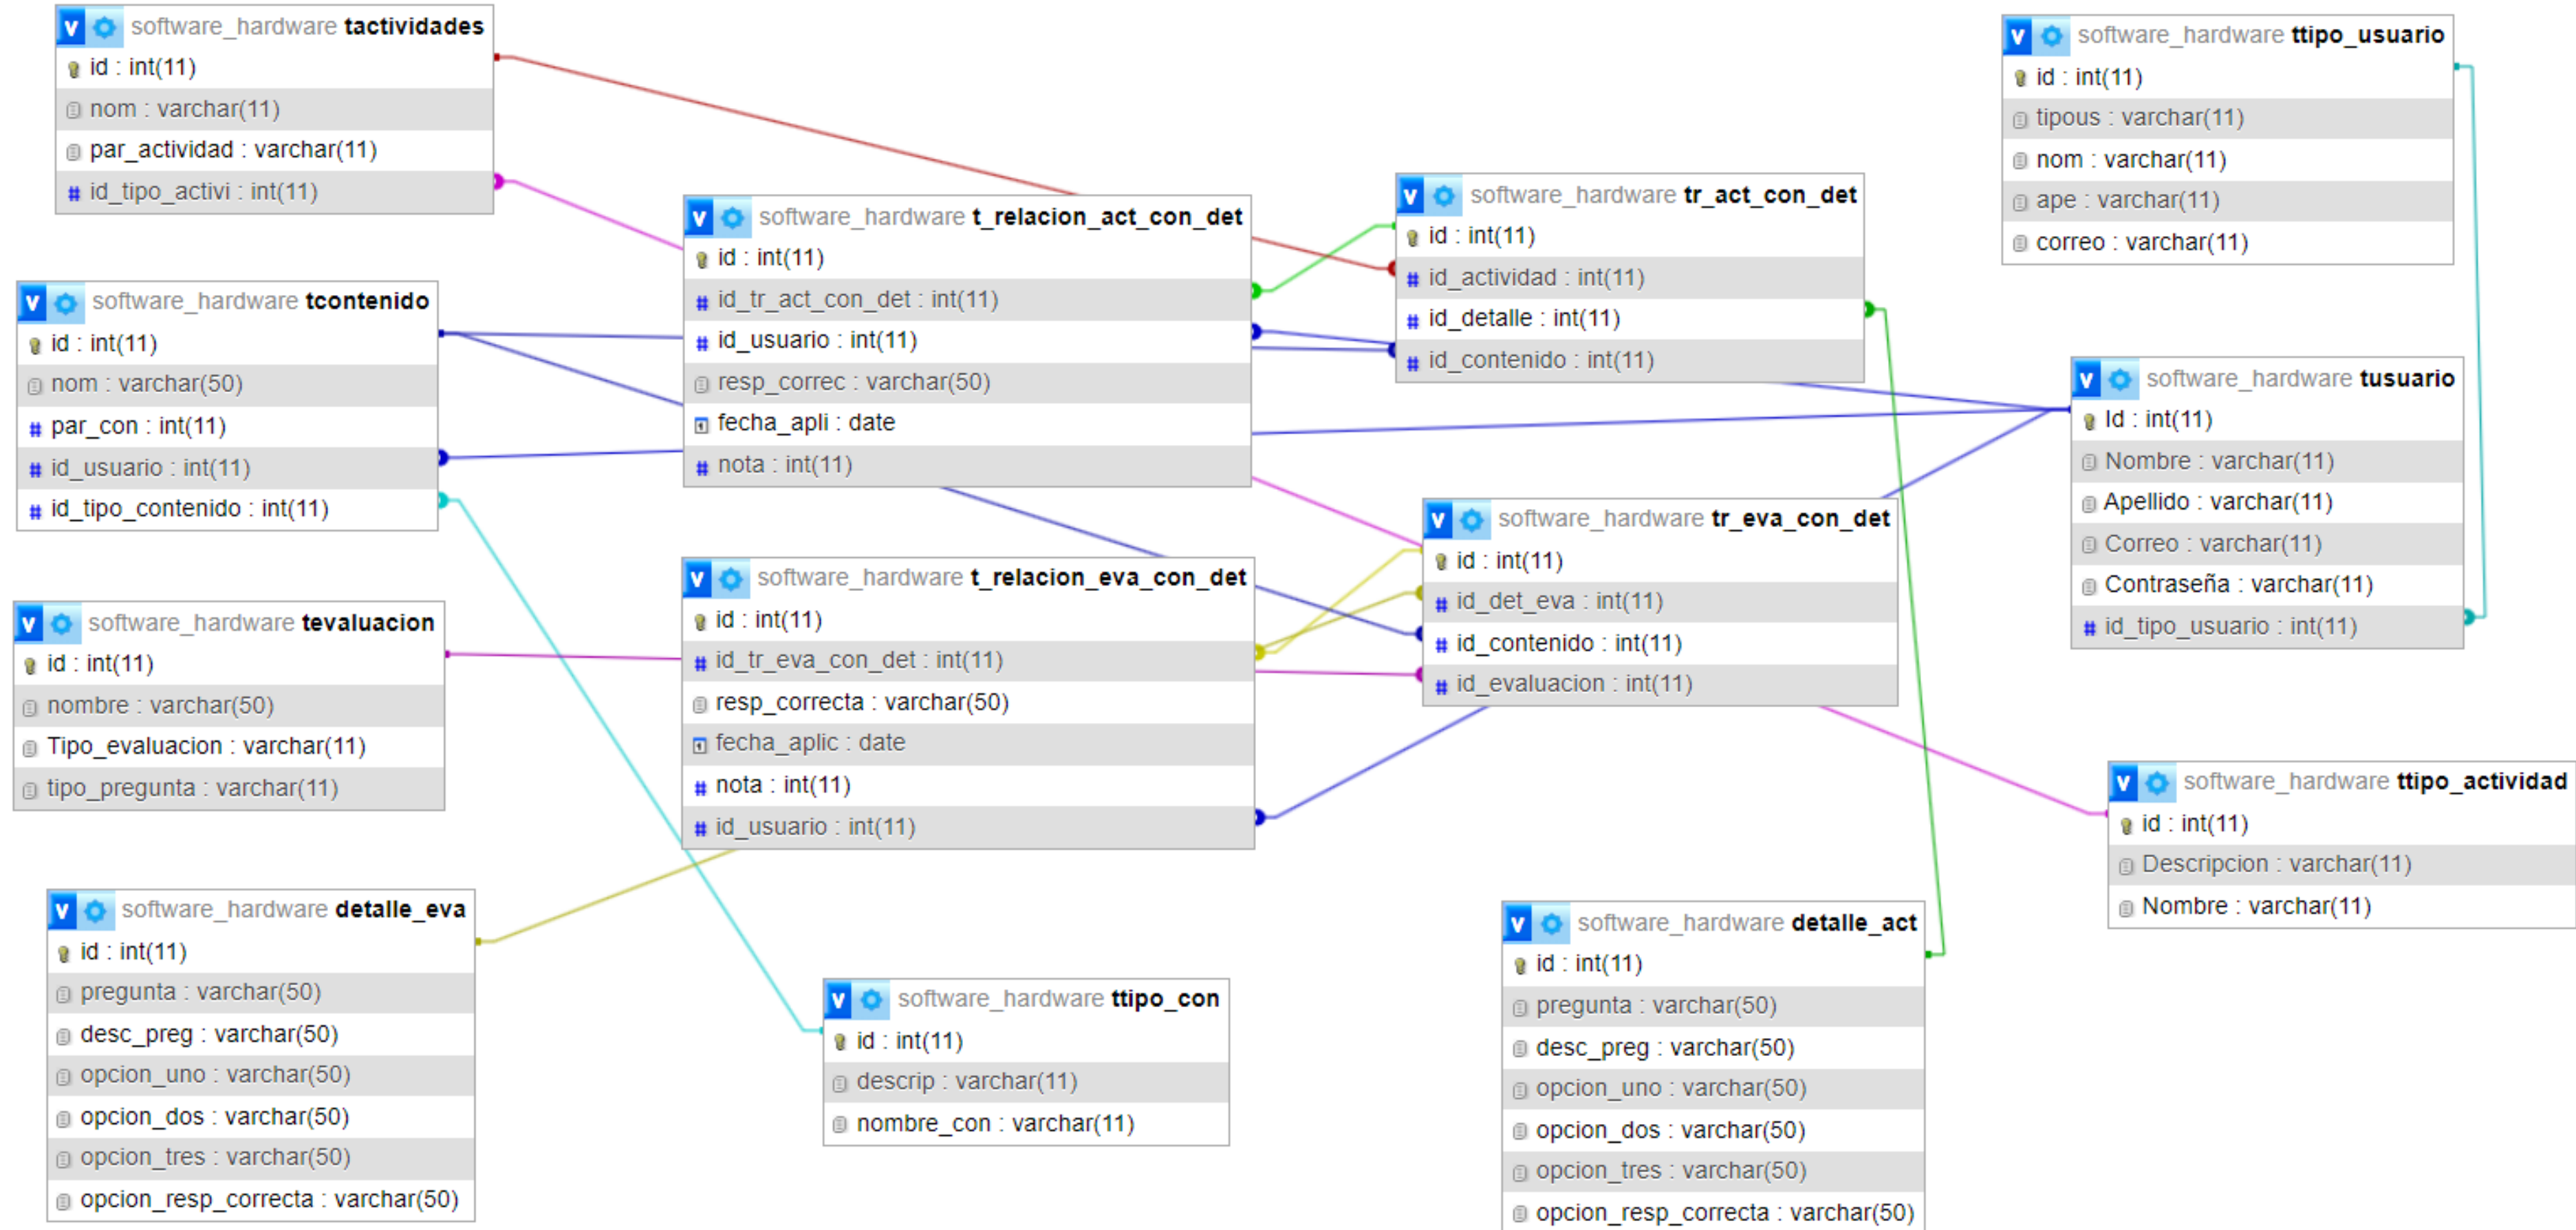 software_hardware tactividades
id : int(11)
nom : varchar(11)
par_actividad : varchar(11)
id_tipo_activi : int(11)
software_hardware tcontenido
id : int(11)
nom : varchar(50)
par_con : int(11)
id_usuario : int(11)
id_tipo_contenido : int(11)
software_hardware tevaluacion
id : int(11)
nombre : varchar(50)
Tipo_evaluacion : varchar(11)
tipo_pregunta : varchar(11)
software_hardware detalle_eva
id : int(11)
pregunta : varchar(50)
desc_preg : varchar(50)
opcion_uno : varchar(50)
opcion_dos : varchar(50)
opcion_tres : varchar(50)
opcion_resp_correcta : varchar(50)
software_hardware t_relacion_act_con_det
id : int(11)
id_tr_act_con_det : int(11)
id_usuario : int(11)
resp_correc : varchar(50)
fecha_apli : date
nota : int(11)
software_hardware t_relacion_eva_con_det
id : int(11)
id_tr_eva_con_det : int(11)
resp_correcta : varchar(50)
fecha_aplic : date
nota : int(11)
id_usuario : int(11)
software_hardware ttipo_con
id : int(11)
descrip : varchar(11)
nombre_con : varchar(11)
software_hardware tr_act_con_det
id : int(11)
id_actividad : int(11)
id_detalle : int(11)
id_contenido : int(11)
software_hardware tr_eva_con_det
id : int(11)
id_det_eva : int(11)
id_contenido : int(11)
id_evaluacion : int(11)
software_hardware detalle_act
id : int(11)
pregunta : varchar(50)
desc_preg : varchar(50)
opcion_uno : varchar(50)
opcion_dos : varchar(50)
opcion_tres : varchar(50)
opcion_resp_correcta : varchar(50)
software_hardware ttipo_usuario
id : int(11)
tipous : varchar(11)
nom : varchar(11)
ape : varchar(11)
correo : varchar(11)
software_hardware tusuario
Id : int(11)
Nombre : varchar(11)
Apellido : varchar(11)
Correo : varchar(11)
Contraseña : varchar(11)
id_tipo_usuario : int(11)
software_hardware ttipo_actividad
id : int(11)
Descripcion : varchar(11)
Nombre : varchar(11)